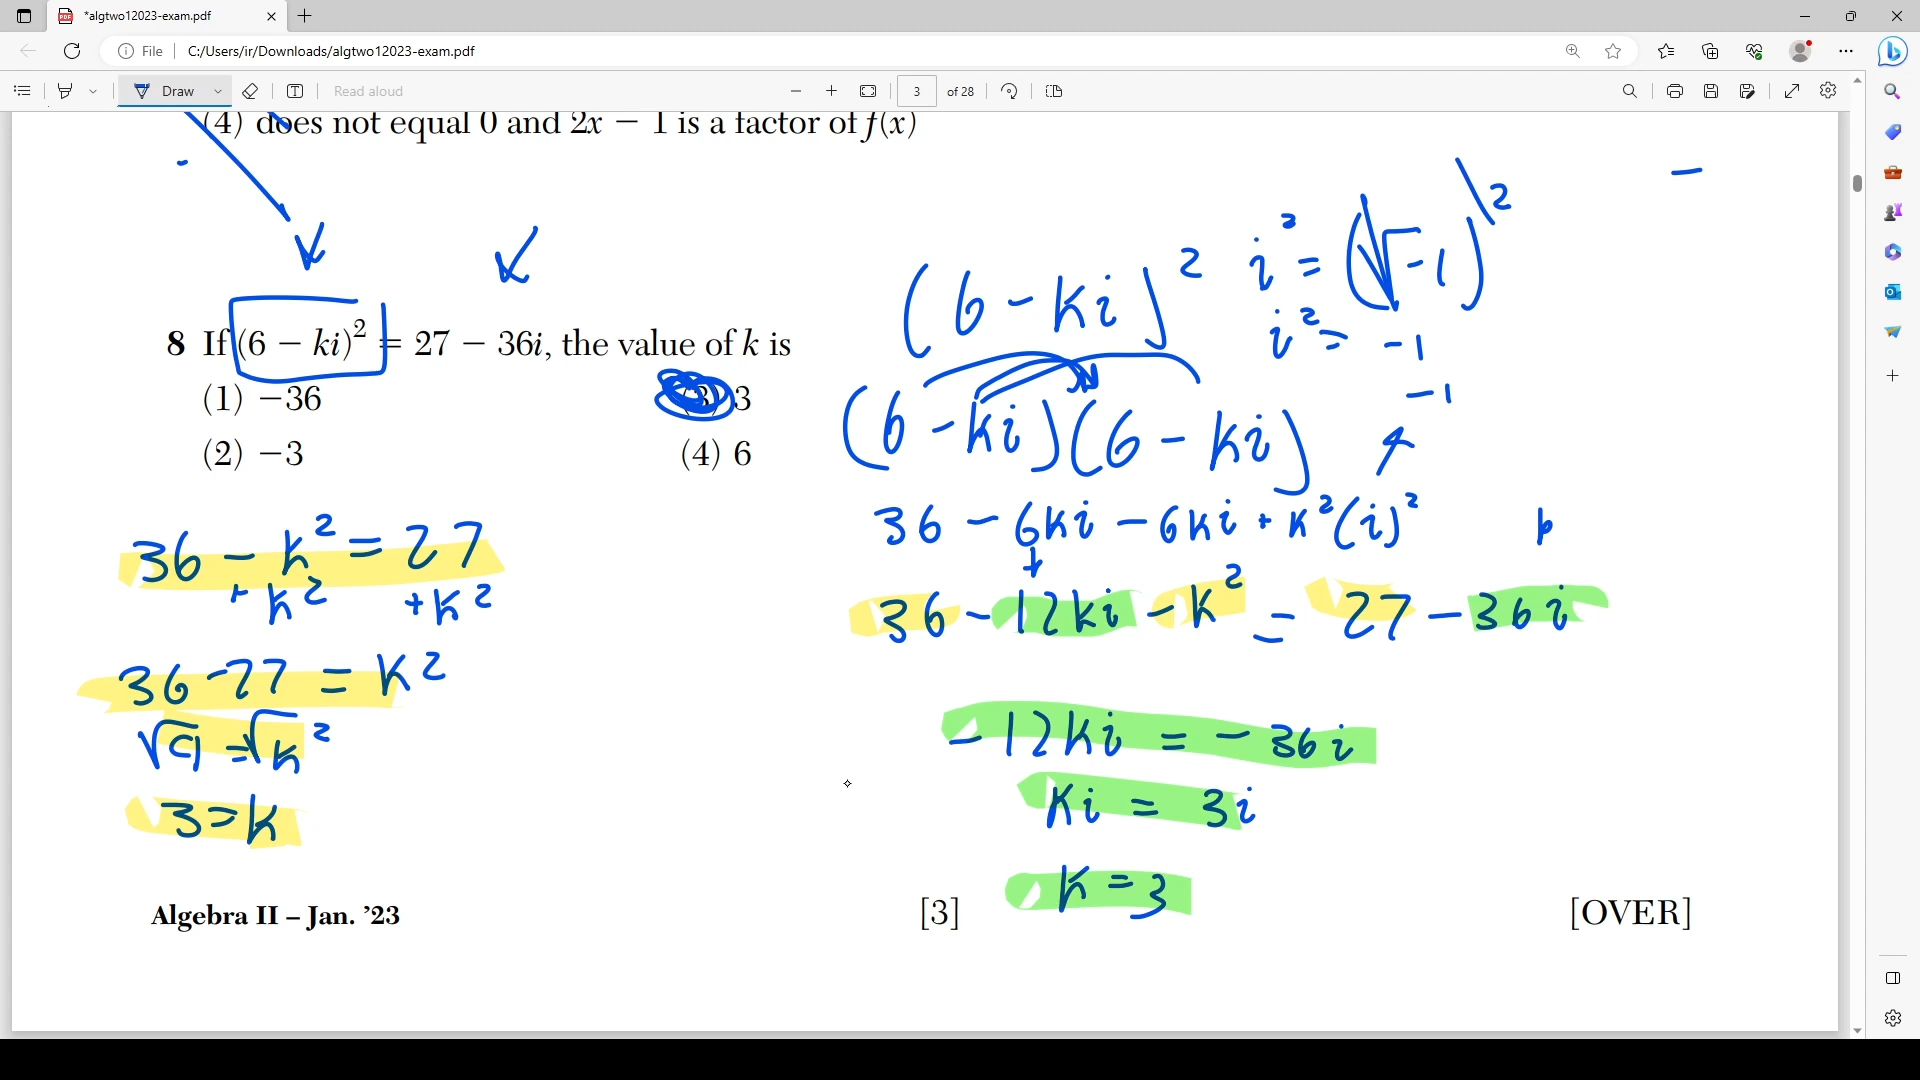 *algtwo12023-exam.pdf
File C:/Users/ir/Downloads/algtwo12023-exam.pdf
Draw Read aloud 3 of 28
(4) does not equal 0 and 2x − 1 is a factor of f(x)
8 If (6 − ki)² = 27 − 36i, the value of k is
(1) −36 (3) 3
(2) −3 (4) 6
(6 - ki)² i² = (√-1)²
i² = -1
-1
(6 - ki)(6 - ki)
36 - 6ki - 6ki + k²(i)²
36 - 12ki - k² = 27 - 36i
-12ki = -36i
ki = 3i
k = 3
36 - k² = 27
+k² +k²
36 - 27 = k²
√9 = √k²
3 = k
Algebra II – Jan. ’23 [3] [OVER]